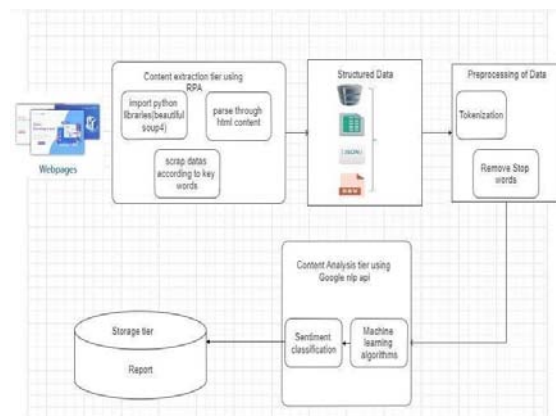 Webpages
Content extraction tier using
RPA
import python
libraries(beautiful
soup4)
parse through
html content
scrap datas
according to key
words
Structured Data
JSON
Preprocessing of Data
Tokenization
Remove Stop
words
Content Analysis tier using
Google nlp api
Sentiment
classification
Machine
learning
algorithms
Storage tier
Report